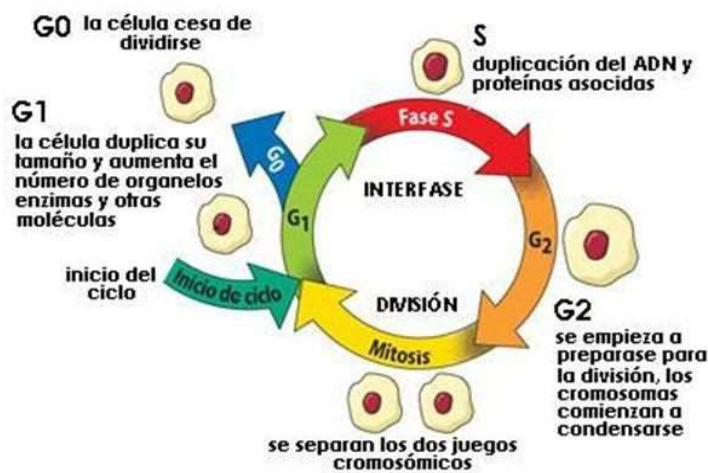 G0 la célula cesa de
dividirse
S
duplicación del ADN y
proteínas asocidas
G1
la célula duplica su
tamaño y aumenta el
número de organelos
enzimas y otras
moléculas
Fase S
G0
G1
INTERFASE
G2
inicio del
ciclo
Inicio de ciclo
DIVISIÓN
Mitosis
G2
se empieza a
preparase para
la división, los
cromosomas
comienzan a
condensarse
se separan los dos juegos
cromosómicos